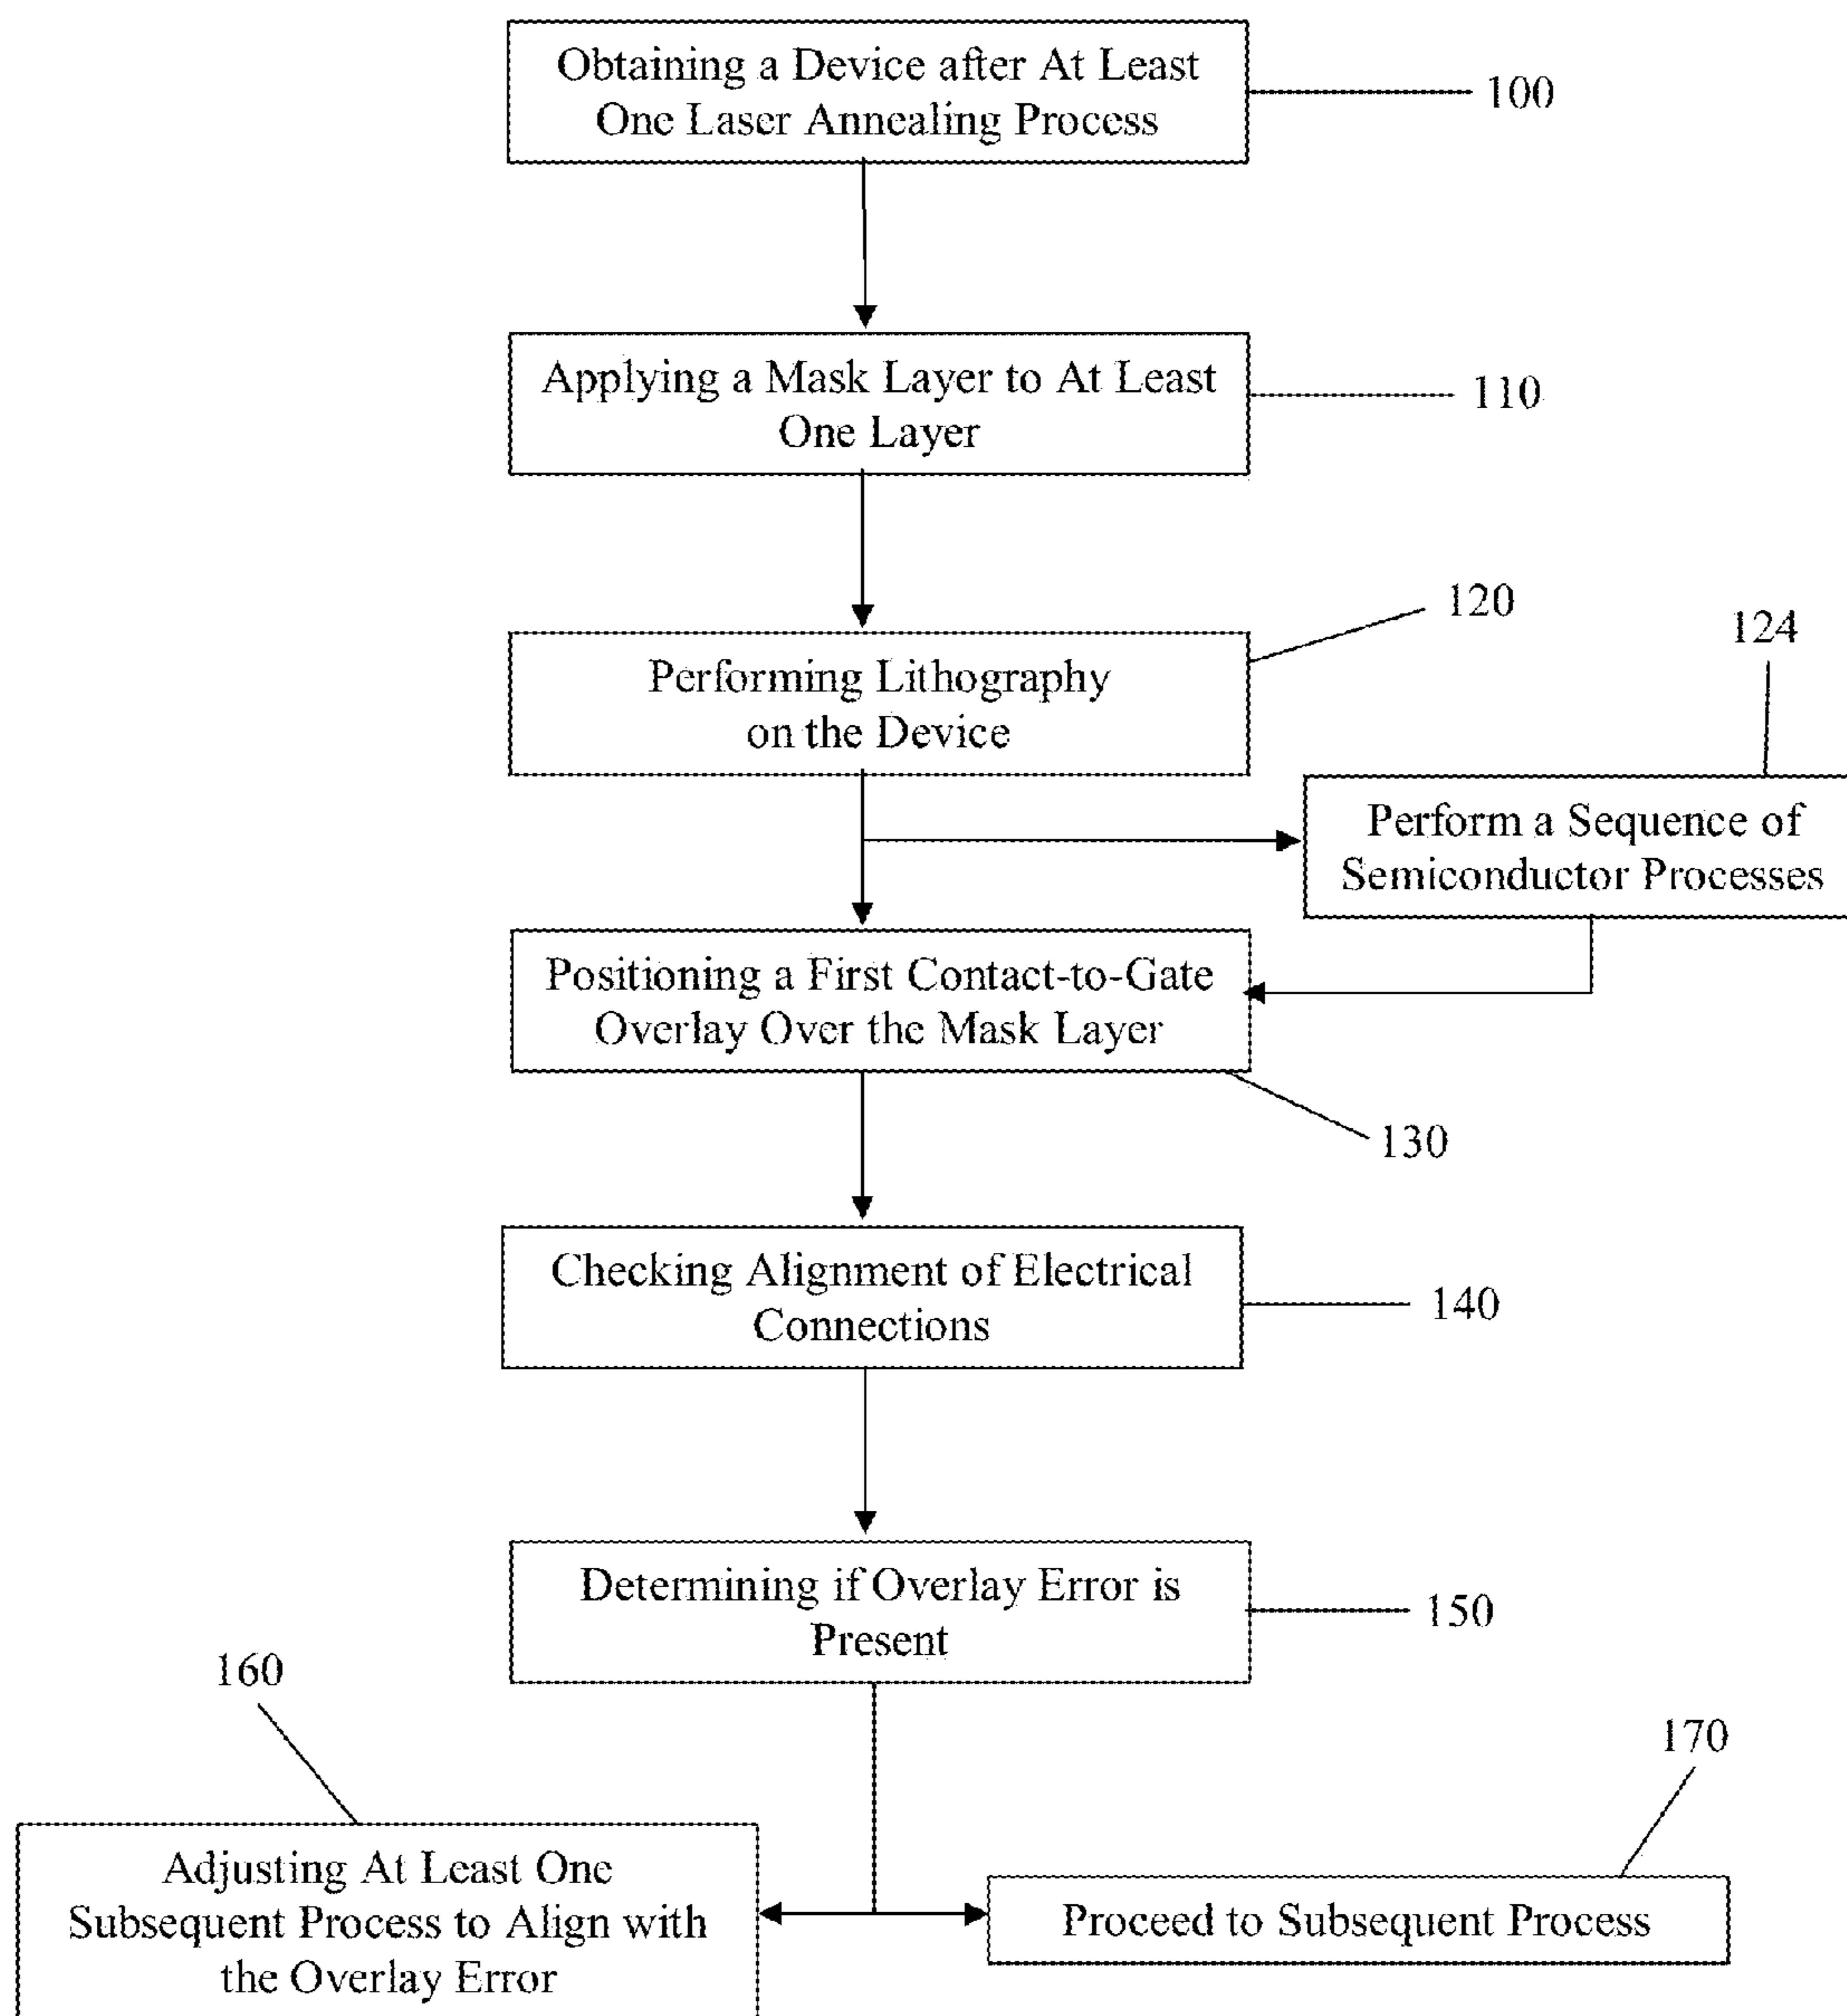 Obtaining a Device after At Least
One Laser Annealing Process
100
Applying a Mask Layer to At Least
One Layer
110
Performing Lithography
on the Device
120
124
Perform a Sequence of
Semiconductor Processes
Positioning a First Contact-to-Gate
Overlay Over the Mask Layer
130
Checking Alignment of Electrical
Connections
140
Determining if Overlay Error is
Present
150
160
170
Adjusting At Least One
Subsequent Process to Align with
the Overlay Error
Proceed to Subsequent Process